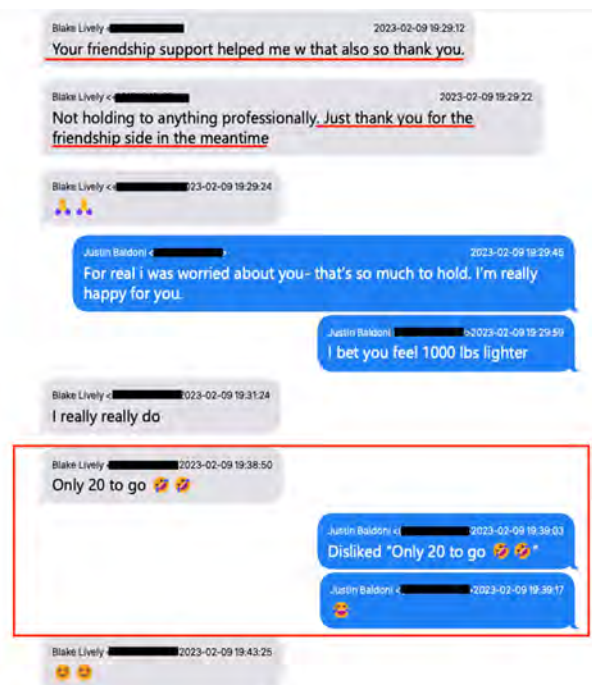 Blake Lively < 2023-02-09 19:29:12
Your friendship support helped me w that also so thank you.
Blake Lively < 2023-02-09 19:29:22
Not holding to anything professionally. Just thank you for the
friendship side in the meantime
Blake Lively < 023-02-09 19:29:24
🙏🙏
Justin Baldoni < > 2023-02-09 19:29:45
For real i was worried about you- that's so much to hold. I'm really
happy for you.
Justin Baldoni 2023-02-09 19:29:59
I bet you feel 1000 lbs lighter
Blake Lively < 2023-02-09 19:31:24
I really really do
Blake Lively < 2023-02-09 19:38:50
Only 20 to go 🤣🤣
Justin Baldoni < 2023-02-09 19:39:03
Disliked "Only 20 to go 🤣🤣"
Justin Baldoni < 2023-02-09 19:39:17
😂
Blake Lively < 2023-02-09 19:43:25